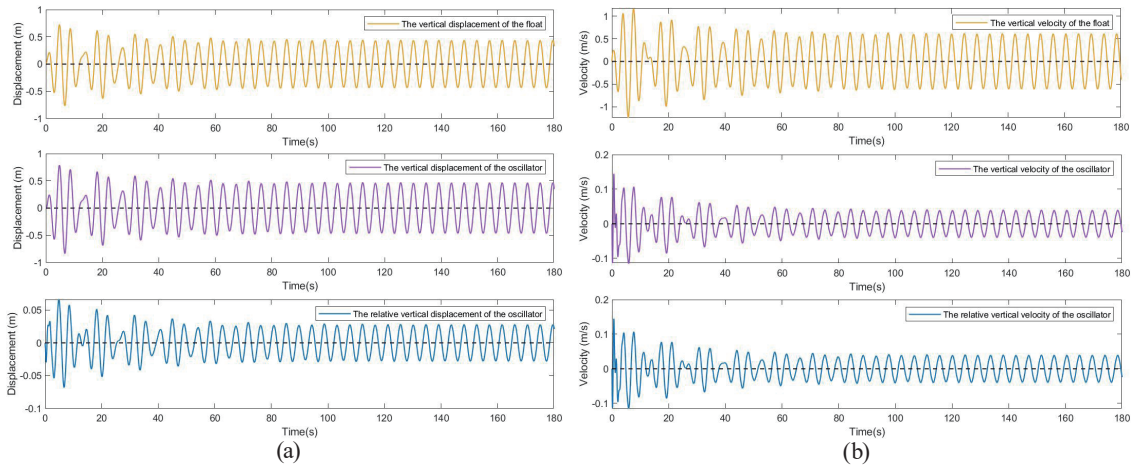 The vertical displacement of the float
Displacement (m)
1
0.5
0
-0.5
-1
0 20 40 60 80 100 120 140 160 180
Time(s)
The vertical displacement of the oscillator
Displacement (m)
1
0.5
0
-0.5
-1
0 20 40 60 80 100 120 140 160 180
Time(s)
The relative vertical displacement of the oscillator
Displacement (m)
0.05
0
-0.05
-0.1
0 20 40 60 80 100 120 140 160 180
Time(s)
(a)
The vertical velocity of the float
Velocity (m/s)
1
0.5
0
-0.5
-1
0 20 40 60 80 100 120 140 160 180
Time(s)
The vertical velocity of the oscillator
Velocity (m/s)
0.2
0.1
0
-0.1
0 20 40 60 80 100 120 140 160 180
Time(s)
The relative vertical velocity of the oscillator
Velocity (m/s)
0.2
0.1
0
-0.1
0 20 40 60 80 100 120 140 160 180
Time(s)
(b)